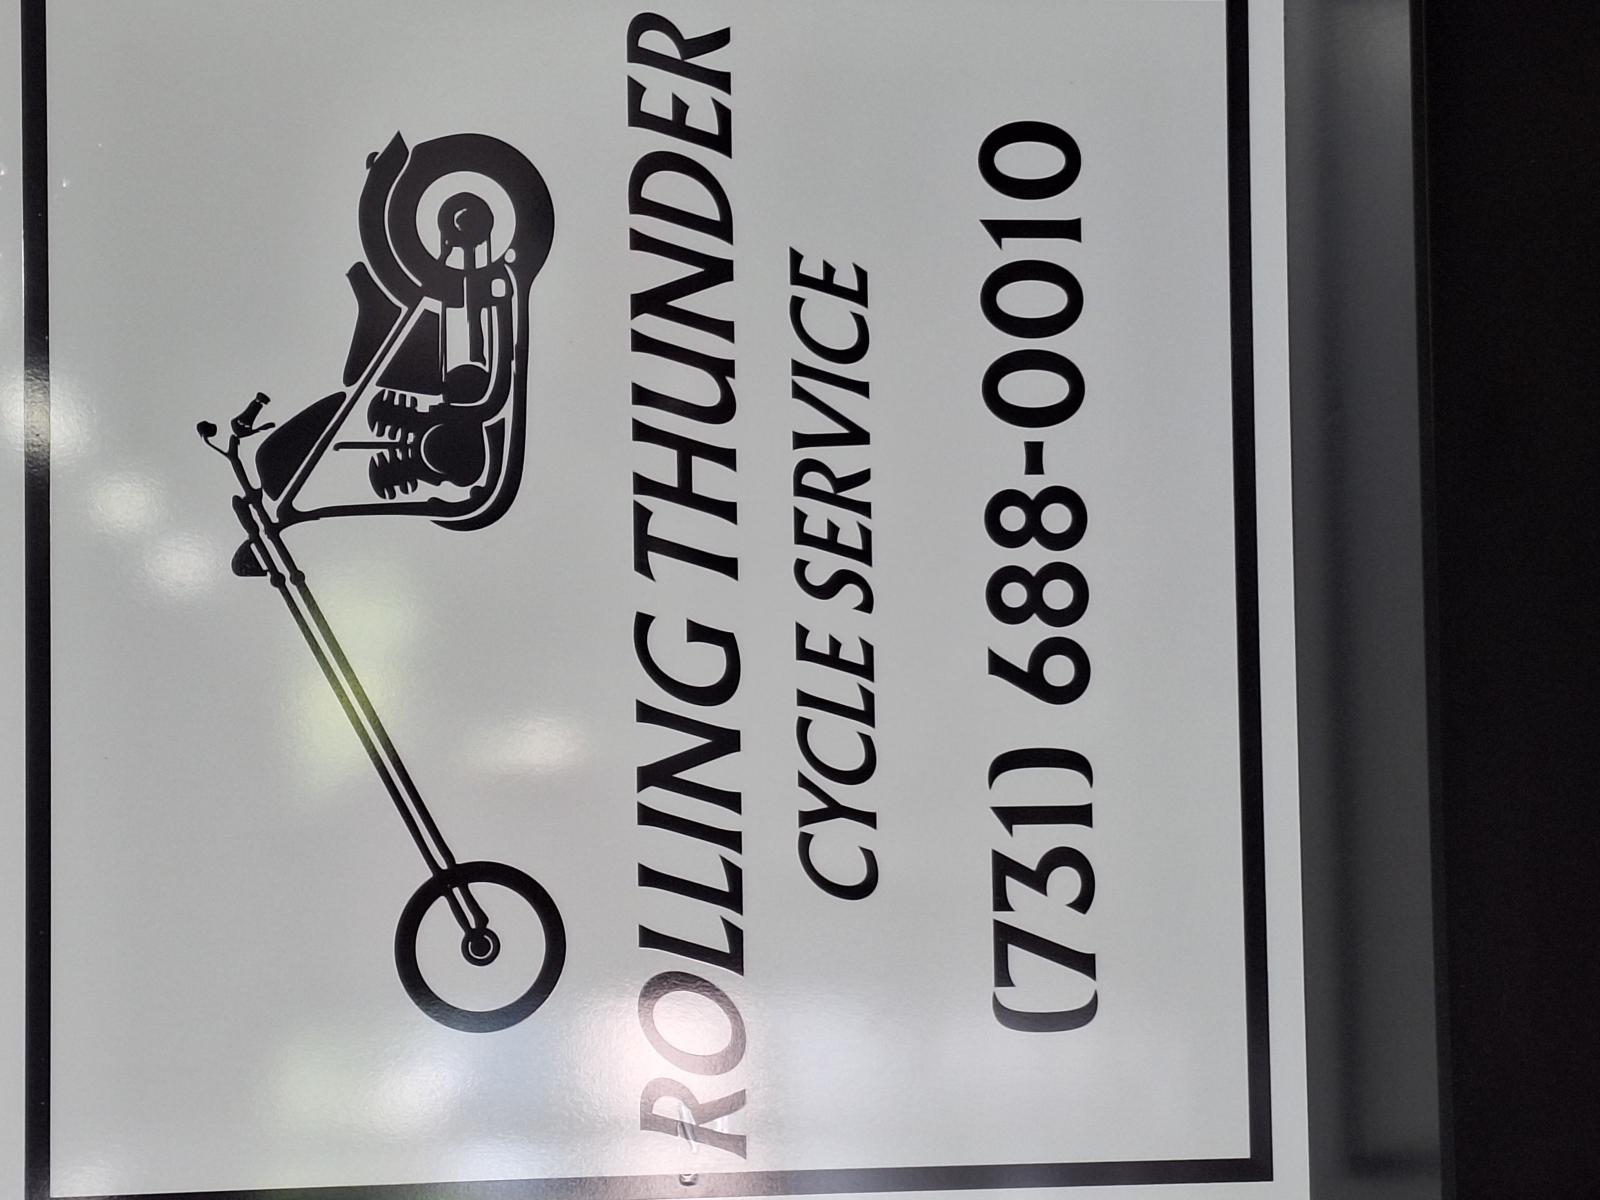 ROLLING THUNDER
CYCLE SERVICE
(731) 688-0010